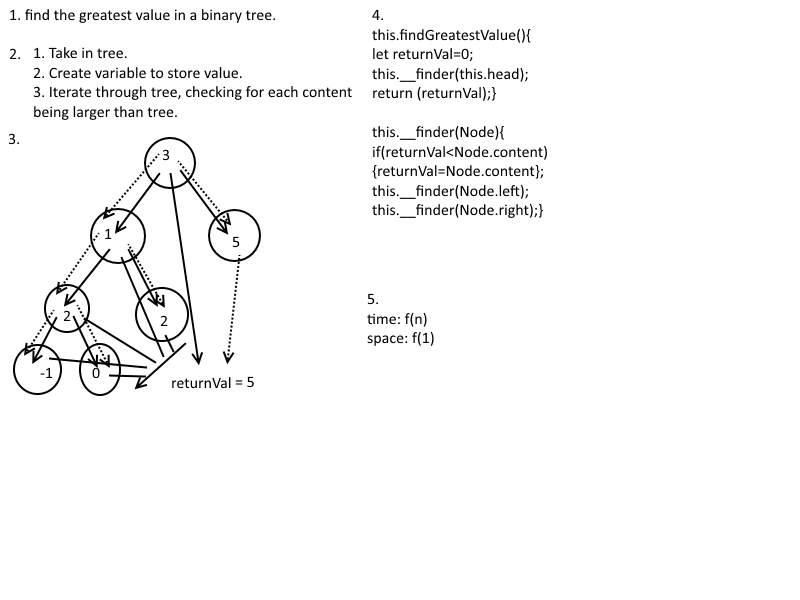 1. find the greatest value in a binary tree.
2. 1. Take in tree.
2. Create variable to store value.
3. Iterate through tree, checking for each content
being larger than tree.
3.
3
1
5
2
2
-1
0
returnVal = 5
4.
this.findGreatestValue(){
let returnVal=0;
this.__finder(this.head);
return (returnVal);}
this.__finder(Node){
if(returnVal<Node.content)
{returnVal=Node.content};
this.__finder(Node.left);
this.__finder(Node.right);}
5.
time: f(n)
space: f(1)